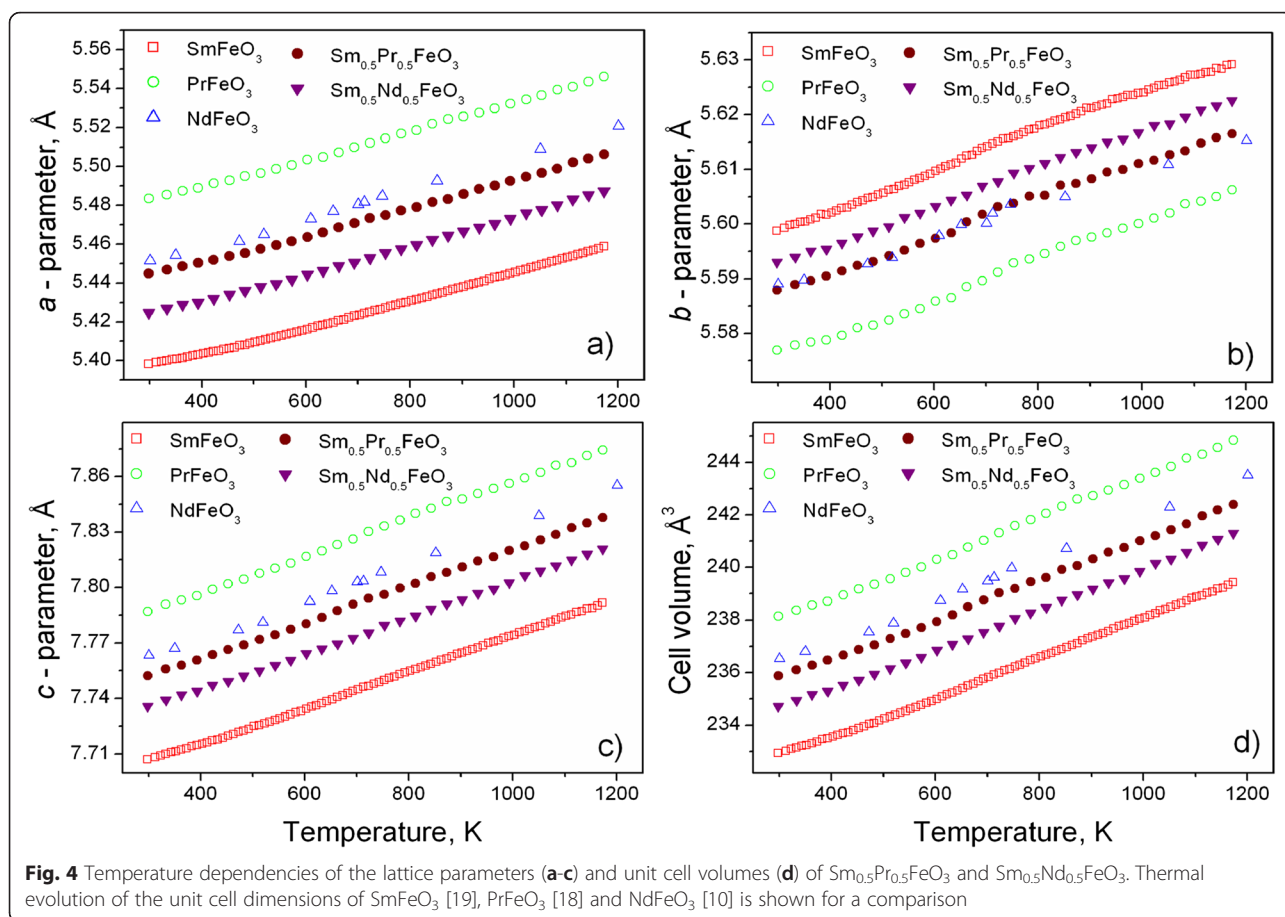 5.56
5.54
5.52
5.50
5.48
5.46
5.44
5.42
5.40
a - parameter, Å
SmFeO₃
PrFeO₃
NdFeO₃
Sm₀.₅Pr₀.₅FeO₃
Sm₀.₅Nd₀.₅FeO₃
a)
400 600 800 1000 1200
5.63
5.62
5.61
5.60
5.59
5.58
b - parameter, Å
SmFeO₃
PrFeO₃
NdFeO₃
Sm₀.₅Pr₀.₅FeO₃
Sm₀.₅Nd₀.₅FeO₃
b)
400 600 800 1000 1200
7.86
7.83
7.80
7.77
7.74
7.71
c - parameter, Å
SmFeO₃
PrFeO₃
NdFeO₃
Sm₀.₅Pr₀.₅FeO₃
Sm₀.₅Nd₀.₅FeO₃
c)
400 600 800 1000 1200
Temperature, K
244
242
240
238
236
234
Cell volume, Å³
SmFeO₃
PrFeO₃
NdFeO₃
Sm₀.₅Pr₀.₅FeO₃
Sm₀.₅Nd₀.₅FeO₃
d)
400 600 800 1000 1200
Temperature, K
Fig. 4 Temperature dependencies of the lattice parameters (a-c) and unit cell volumes (d) of Sm₀.₅Pr₀.₅FeO₃ and Sm₀.₅Nd₀.₅FeO₃. Thermal
evolution of the unit cell dimensions of SmFeO₃ [19], PrFeO₃ [18] and NdFeO₃ [10] is shown for a comparison